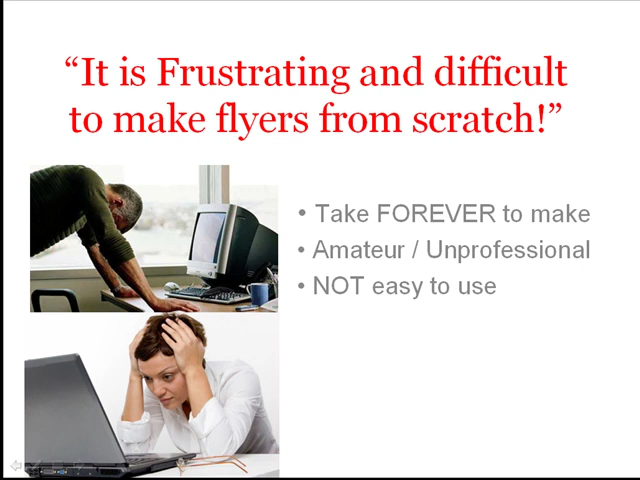 “It is Frustrating and difficult
to make flyers from scratch!”
• Take FOREVER to make
• Amateur / Unprofessional
• NOT easy to use